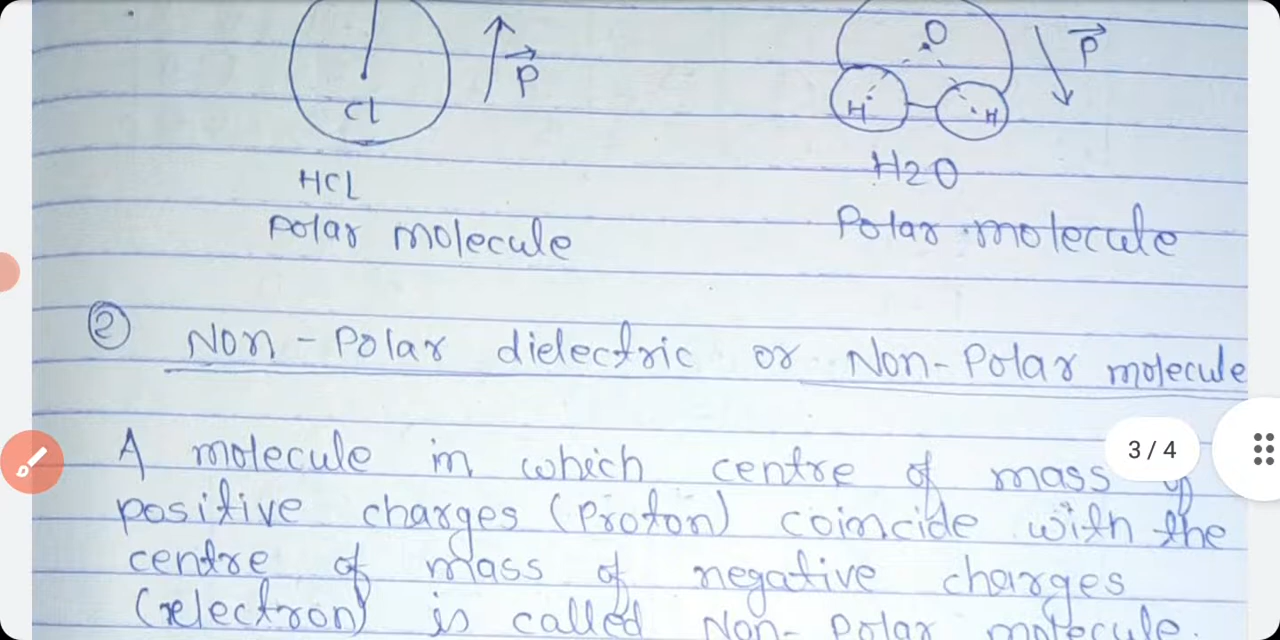 O
P
P
Cl
H
H
H2O
HCL
Polar molecule
Polar molecule
2 Non-Polar dielectric or Non-Polar molecule
3 / 4
A molecule in which centre of mass of
positive charges (Proton) coincide with the
centre of mass of negative charges
(electron) is called Non-Polar molecule.